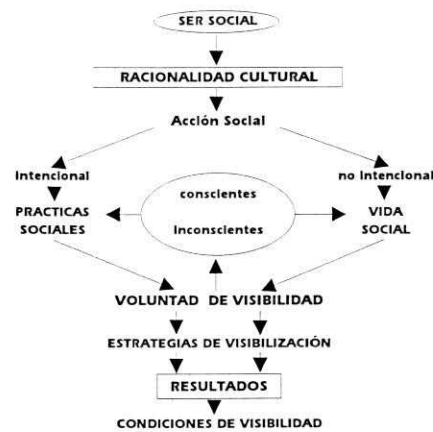 SER SOCIAL
RACIONALIDAD CULTURAL
Acción Social
Intencional
no Intencional
conscientes
Inconscientes
PRACTICAS
SOCIALES
VIDA
SOCIAL
VOLUNTAD DE VISIBILIDAD
ESTRATEGIAS DE VISIBILIZACIÓN
RESULTADOS
CONDICIONES DE VISIBILIDAD